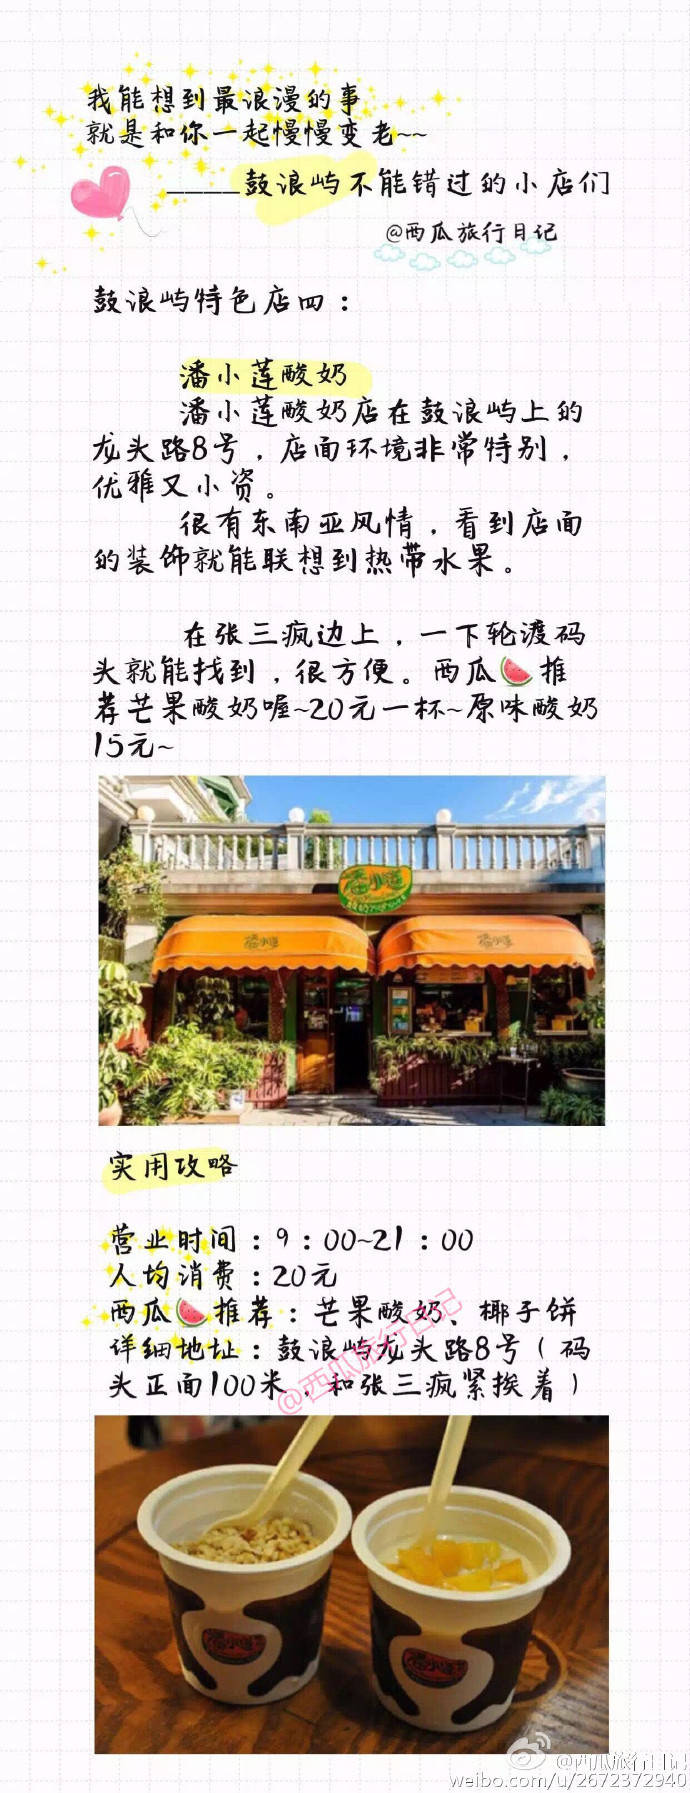 我能想到最浪漫的事
就是和你一起慢慢变老~~
____鼓浪屿不能错过的小店们
@西瓜旅行日记
鼓浪屿特色店四：
潘小莲酸奶
潘小莲酸奶店在鼓浪屿上的
龙头路8号，店面环境非常特别，
优雅又小资。
很有东南亚风情，看到店面
的装饰就能联想到热带水果。
在张三疯边上，一下轮渡码
头就能找到，很方便。西瓜🍉推
荐芒果酸奶喔~20元一杯~原味酸奶
15元~
潘小莲
潘小莲
潘小莲
实用攻略
营业时间：9：00~21：00
人均消费：20元
西瓜🍉推荐：芒果酸奶、椰子饼
详细地址：鼓浪屿龙头路8号（码
头正面100米，和张三疯紧挨着）
@西瓜旅行日记
潘小莲
潘小莲
@西瓜旅行日记
weibo.com/u/2672372940